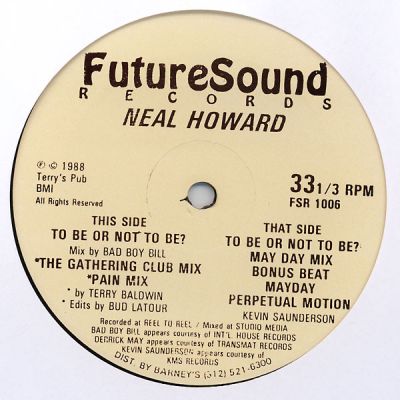 FutureSound
RECORDS
NEAL HOWARD
℗ © 1988
Terry's Pub
BMI
All Rights Reserved
33 1/3 RPM
FSR 1006
THIS SIDE
TO BE OR NOT TO BE?
Mix by BAD BOY BILL
*THE GATHERING CLUB MIX
*PAIN MIX
* by TERRY BALDWIN
* Edits by BUD LATOUR
THAT SIDE
TO BE OR NOT TO BE?
MAY DAY MIX
BONUS BEAT
MAYDAY
PERPETUAL MOTION
KEVIN SAUNDERSON
Recorded at REEL TO REEL / Mixed at STUDIO MEDIA
BAD BOY BILL appears courtesy of INT'L. HOUSE RECORDS
DERRICK MAY appears courtesy of TRANSMAT RECORDS
KEVIN SAUNDERSON appears courtesy of
KMS RECORDS
DIST. BY BARNEY'S (312) 521-6300